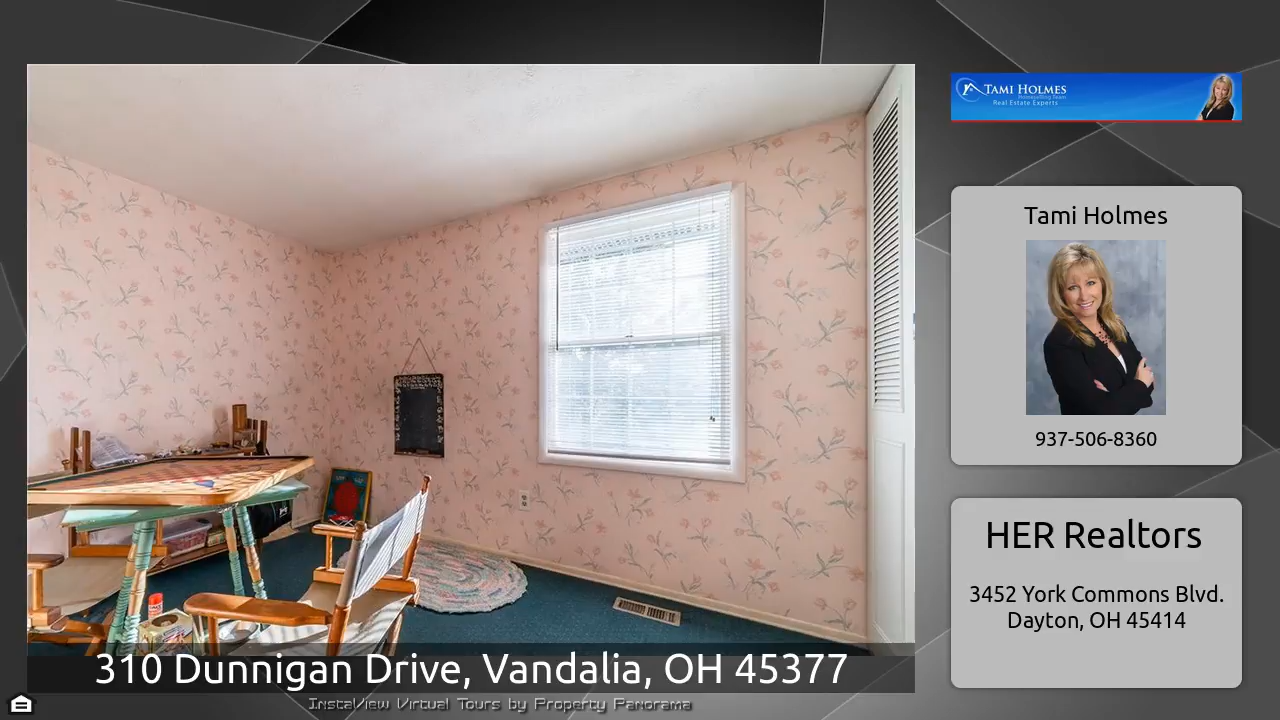 310 Dunnigan Drive, Vandalia, OH 45377
InstaView Virtual Tours by Property Panorama
TAMI HOLMES
Real Estate Experts
Tami Holmes
937-506-8360
HER Realtors
3452 York Commons Blvd.
Dayton, OH 45414